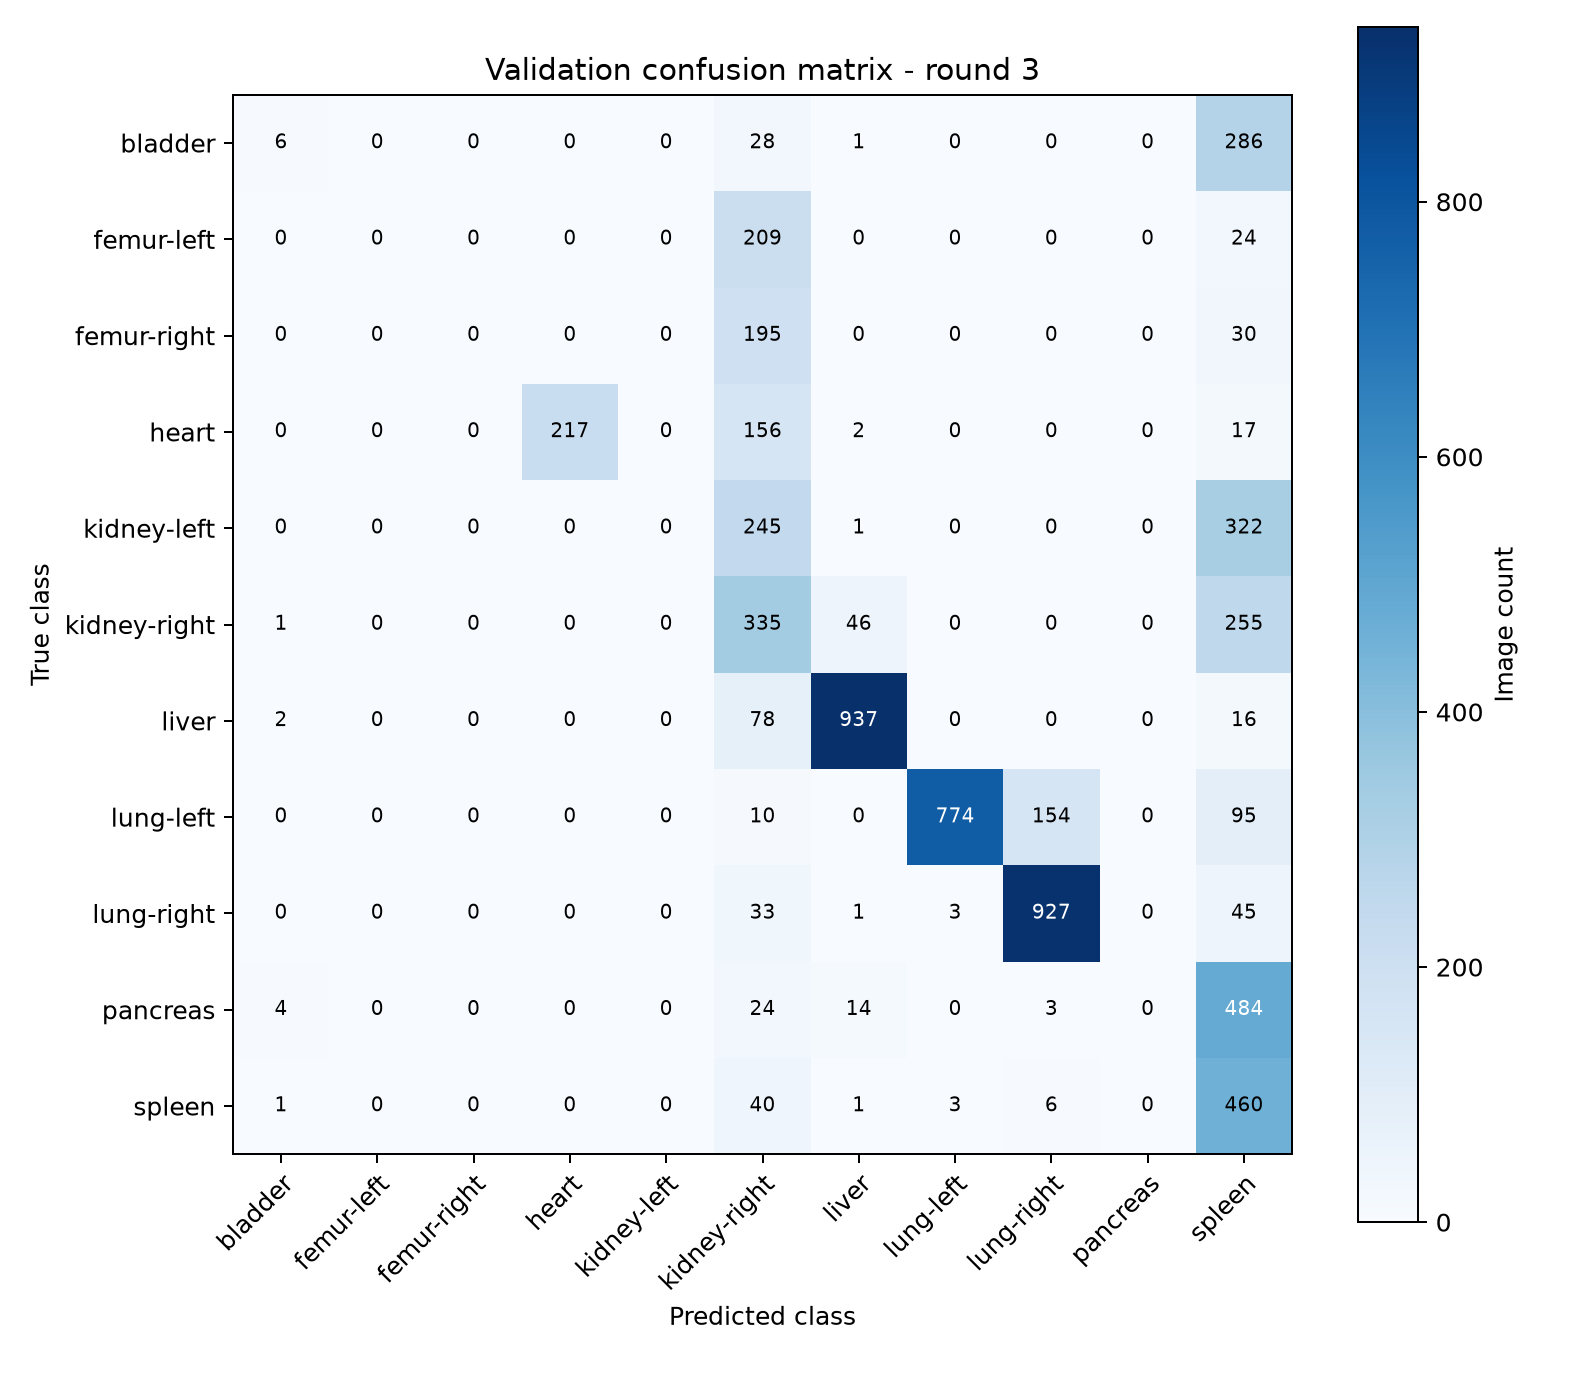 Validation confusion matrix - round 3
True class
bladder 6 0 0 0 0 28 1 0 0 0 286
femur-left 0 0 0 0 0 209 0 0 0 0 24
femur-right 0 0 0 0 0 195 0 0 0 0 30
heart 0 0 0 217 0 156 2 0 0 0 17
kidney-left 0 0 0 0 0 245 1 0 0 0 322
kidney-right 1 0 0 0 0 335 46 0 0 0 255
liver 2 0 0 0 0 78 937 0 0 0 16
lung-left 0 0 0 0 0 10 0 774 154 0 95
lung-right 0 0 0 0 0 33 1 3 927 0 45
pancreas 4 0 0 0 0 24 14 0 3 0 484
spleen 1 0 0 0 0 40 1 3 6 0 460
bladder femur-left femur-right heart kidney-left kidney-right liver lung-left lung-right pancreas spleen
Predicted class
800
600
400
200
0
Image count